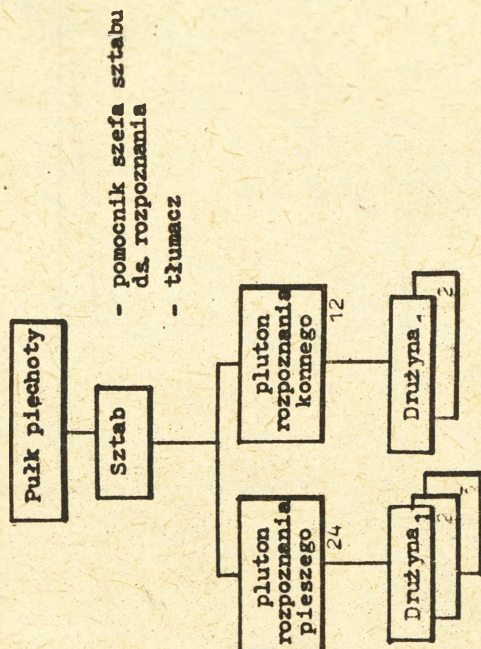 Pułk piechoty
Sztab
- pomocnik szefa sztabu
ds. rozpoznania
- tłumacz
pluton
rozpoznania
pieszego
24
pluton
rozpoznania
konnego
12
Drużyna 1
2
3
Drużyna 1
2